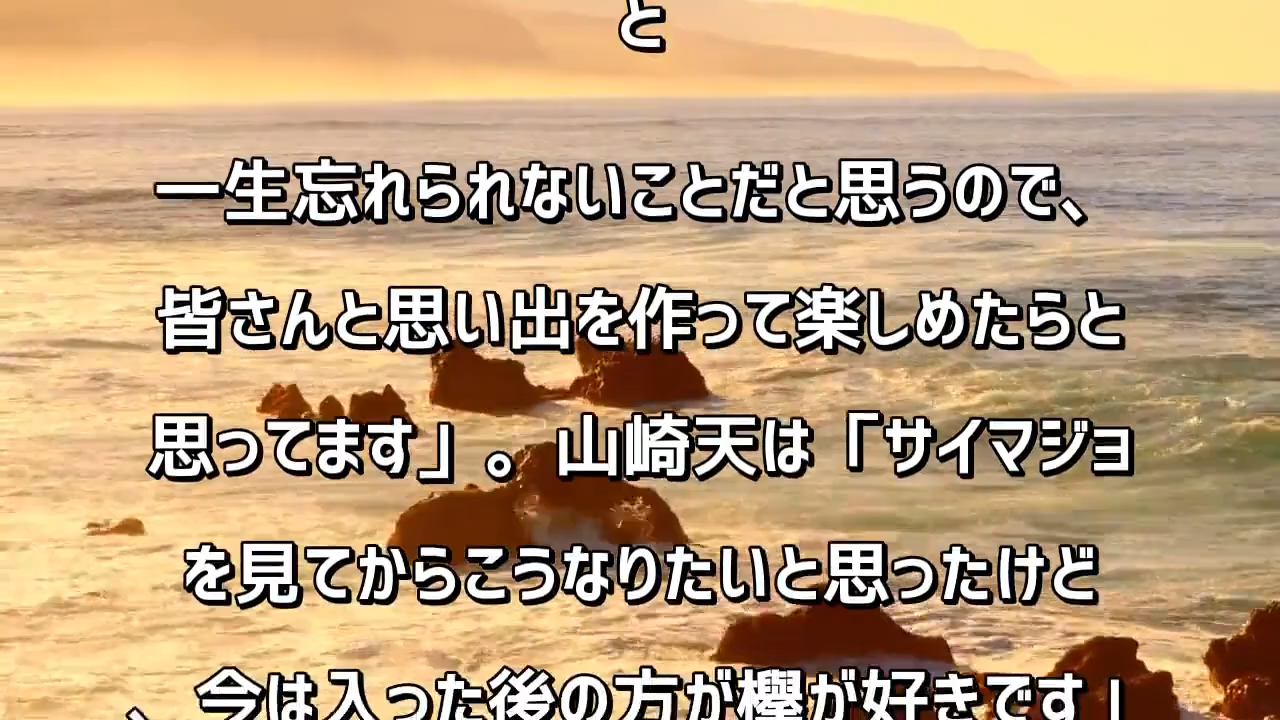 と
一生忘れられないことだと思うので、
皆さんと思い出を作って楽しめたらと
思ってます」。山崎天は「サイマジョ
を見てからこうなりたいと思ったけど
、今は入った後の方が欅が好きです」